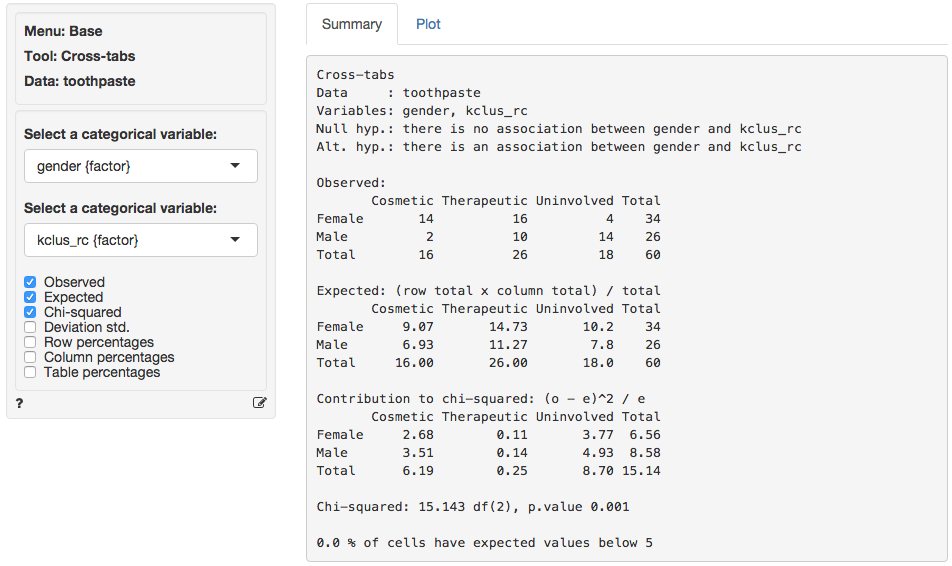 Menu: Base
Tool: Cross-tabs
Data: toothpaste
Select a categorical variable:
gender {factor}
Select a categorical variable:
kclus_rc {factor}
Observed
Expected
Chi-squared
Deviation std.
Row percentages
Column percentages
Table percentages
?
Summary Plot
Cross-tabs
Data     : toothpaste
Variables: gender, kclus_rc
Null hyp.: there is no association between gender and kclus_rc
Alt. hyp.: there is an association between gender and kclus_rc
Observed:
       Cosmetic Therapeutic Uninvolved Total
Female       14          16          4    34
Male          2          10         14    26
Total        16          26         18    60
Expected: (row total x column total) / total
       Cosmetic Therapeutic Uninvolved Total
Female     9.07       14.73       10.2    34
Male       6.93       11.27        7.8    26
Total     16.00       26.00       18.0    60
Contribution to chi-squared: (o - e)^2 / e
       Cosmetic Therapeutic Uninvolved Total
Female     2.68        0.11       3.77  6.56
Male       3.51        0.14       4.93  8.58
Total      6.19        0.25       8.70 15.14
Chi-squared: 15.143 df(2), p.value 0.001
0.0 % of cells have expected values below 5